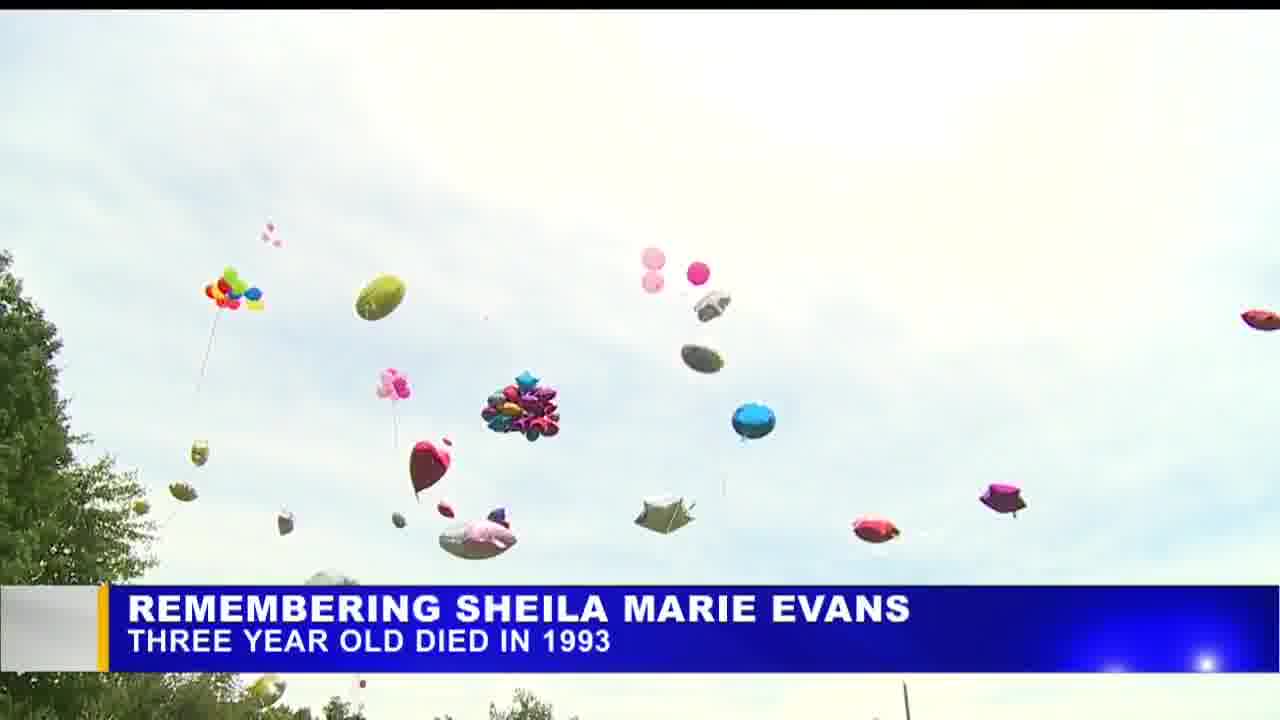 REMEMBERING SHEILA MARIE EVANS
THREE YEAR OLD DIED IN 1993